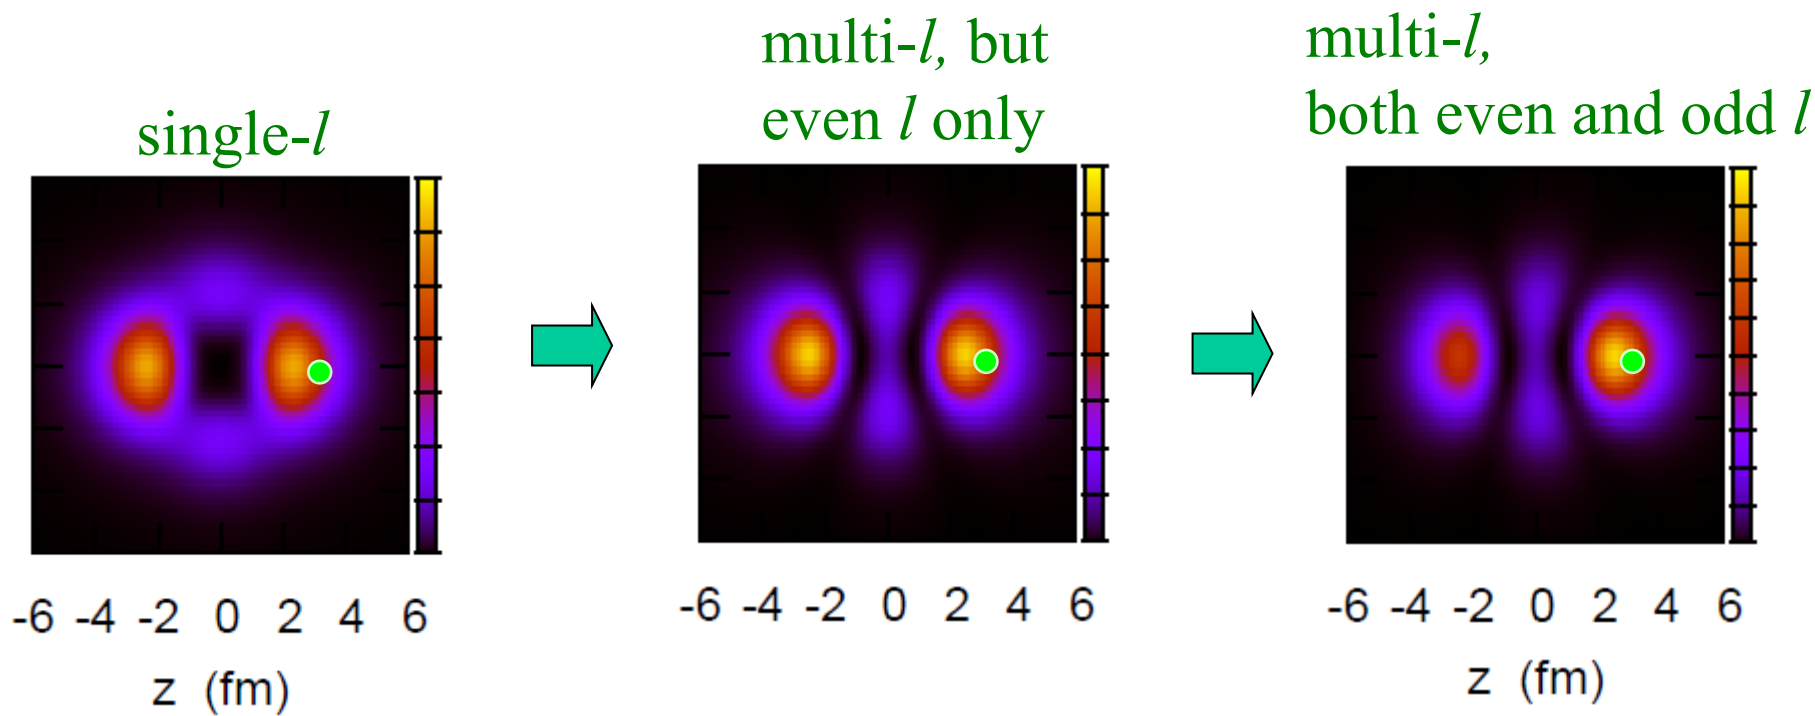 single-l
-6 -4 -2 0 2 4 6
z (fm)
multi-l, but
even l only
-6 -4 -2 0 2 4 6
multi-l,
both even and odd l
-6 -4 -2 0 2 4 6
z (fm)